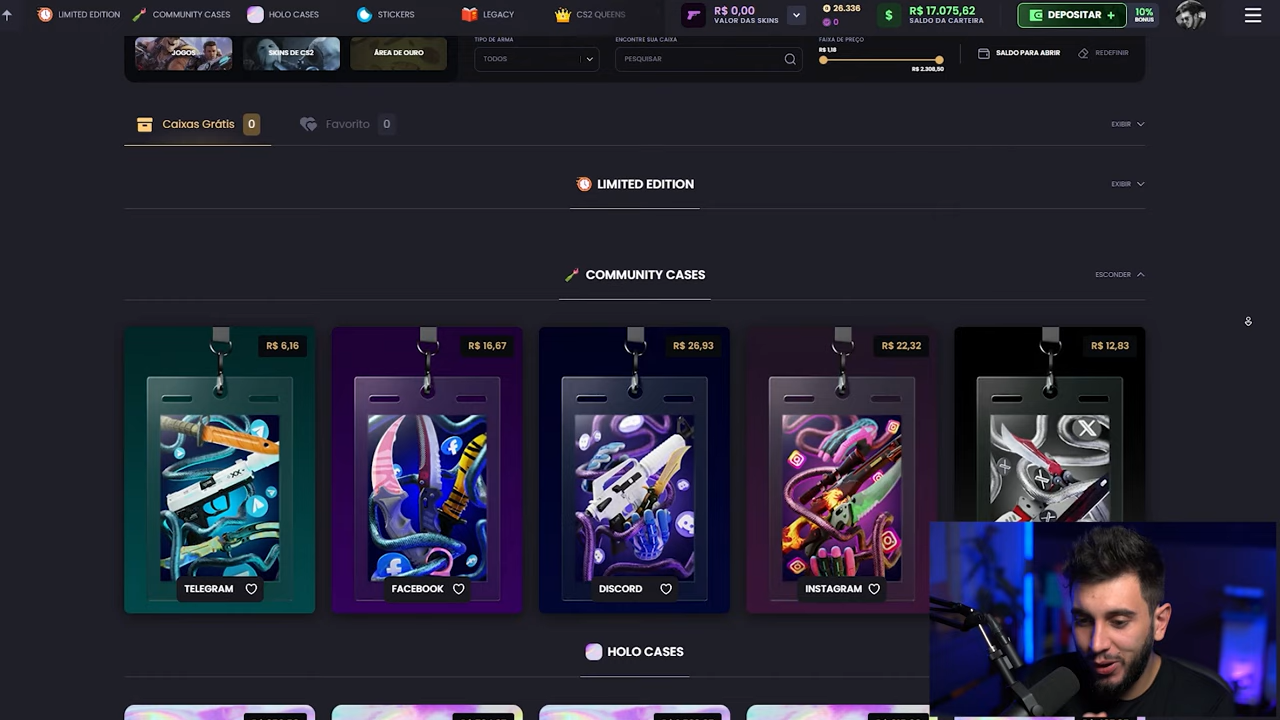 LIMITED EDITION
COMMUNITY CASES
HOLO CASES
STICKERS
LEGACY
CS2 QUEENS
R$ 0,00
VALOR DAS SKINS
26.336
0
$
R$ 17.075,62
SALDO DA CARTEIRA
DEPOSITAR +
10%
BONUS
JOGOS
SKINS DE CS2
ÁREA DE OURO
TIPO DE ARMA
TODOS
ENCONTRE SUA CAIXA
PESQUISAR
FAIXA DE PREÇO
R$ 1,18
R$ 2.308,50
SALDO PARA ABRIR
REDEFINIR
Caixas Grátis 0
Favorito 0
EXIBIR
LIMITED EDITION
EXIBIR
COMMUNITY CASES
ESCONDER
R$ 6,16
R$ 16,67
R$ 26,93
R$ 22,32
R$ 12,83
X
TELEGRAM
FACEBOOK
DISCORD
INSTAGRAM
HOLO CASES